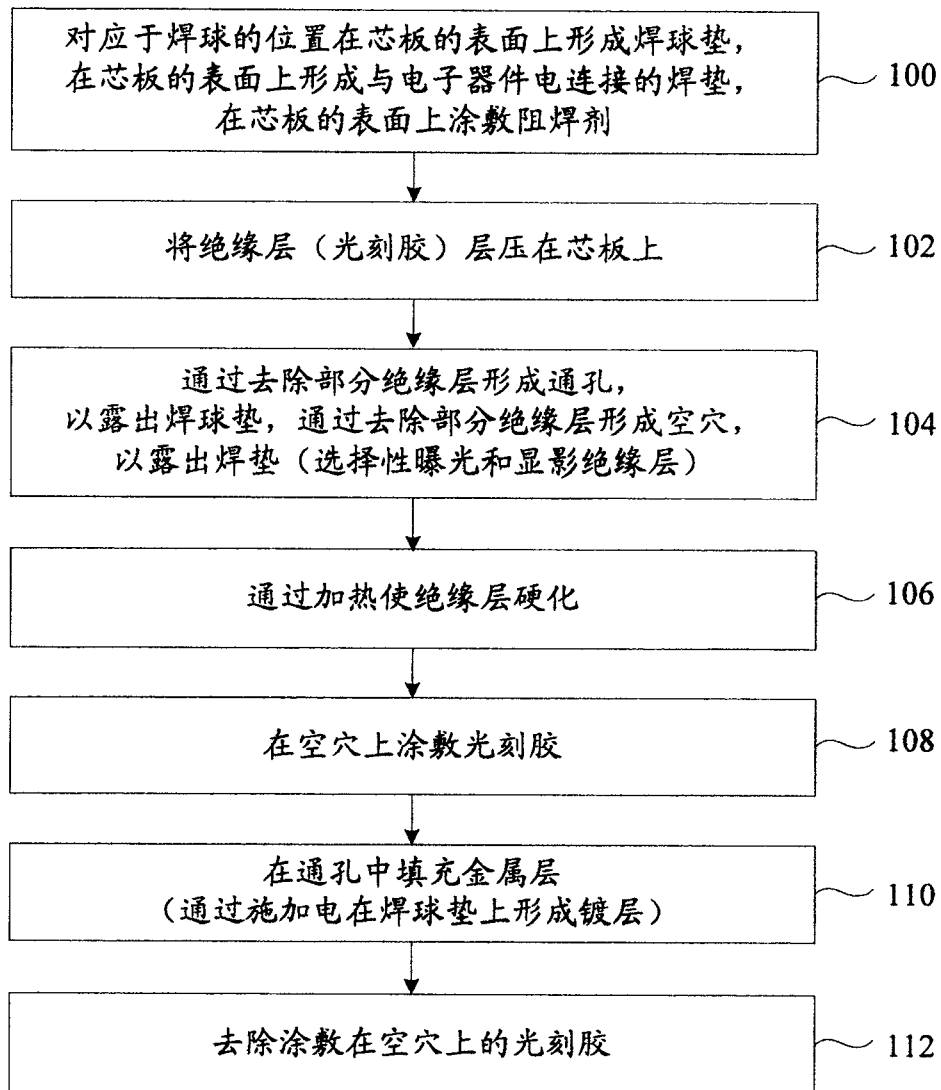 对应于焊球的位置在芯板的表面上形成焊球垫，
在芯板的表面上形成与电子器件电连接的焊垫，
在芯板的表面上涂敷阻焊剂
100
将绝缘层（光刻胶）层压在芯板上
102
通过去除部分绝缘层形成通孔，
以露出焊球垫，通过去除部分绝缘层形成空穴，
以露出焊垫（选择性曝光和显影绝缘层）
104
通过加热使绝缘层硬化
106
在空穴上涂敷光刻胶
108
在通孔中填充金属层
（通过施加电在焊球垫上形成镀层）
110
去除涂敷在空穴上的光刻胶
112